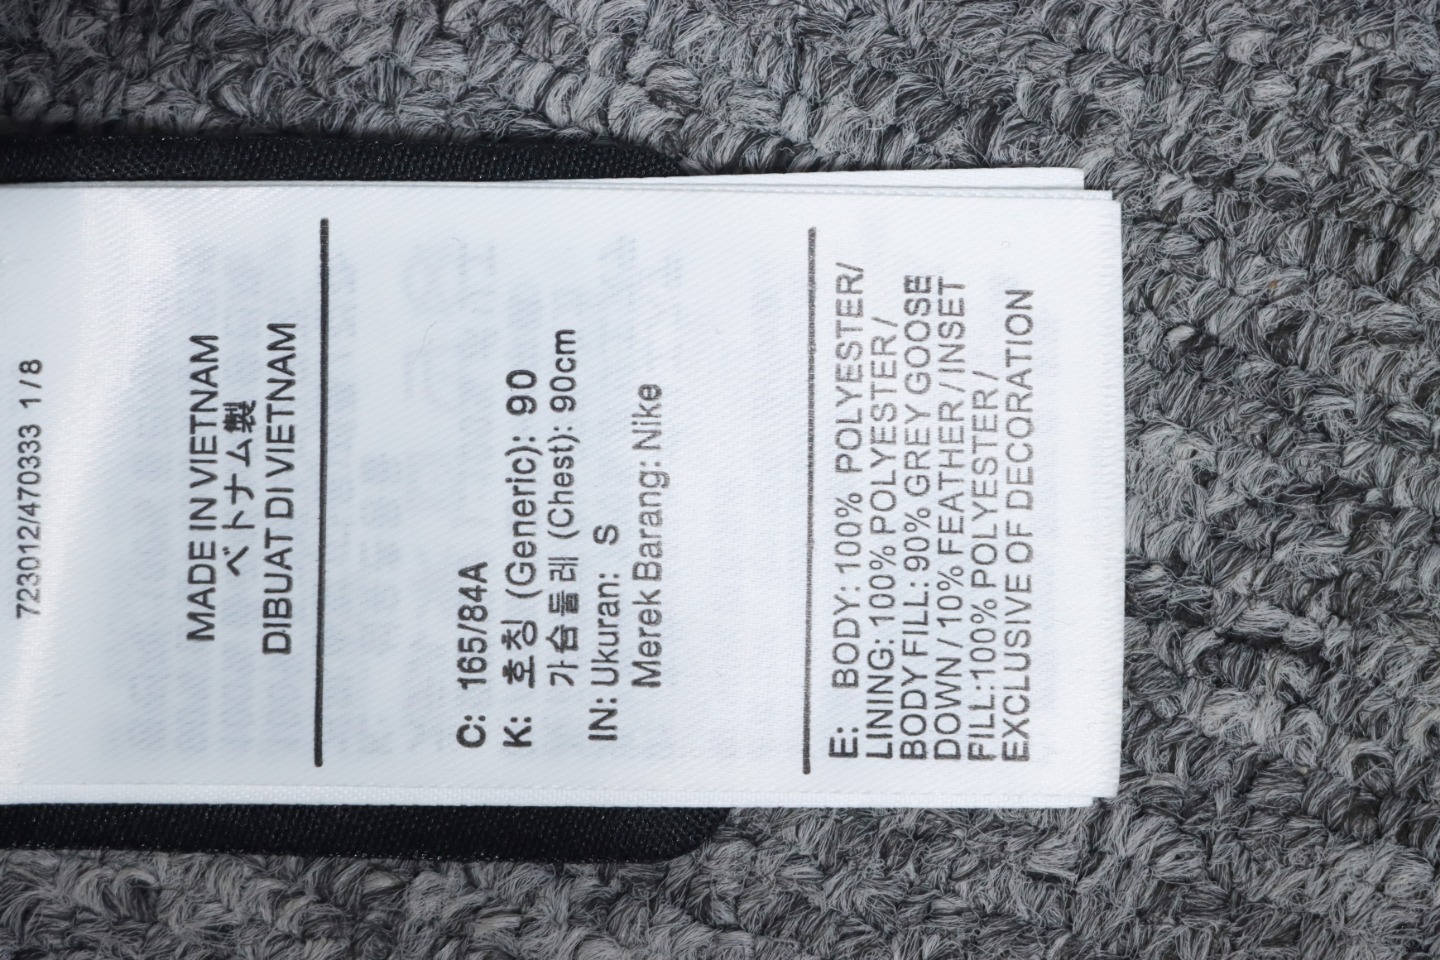 723012/470333 1/8
MADE IN VIETNAM
ベトナム製
DIBUAT DI VIETNAM
C: 165/84A
K: 호칭 (Generic): 90
가슴둘레 (Chest): 90cm
IN: Ukuran: S
Merek Barang: Nike
E: BODY: 100% POLYESTER/
LINING: 100% POLYESTER/
BODY FILL: 90% GREY GOOSE
DOWN / 10% FEATHER / INSET
FILL:100% POLYESTER/
EXCLUSIVE OF DECORATION